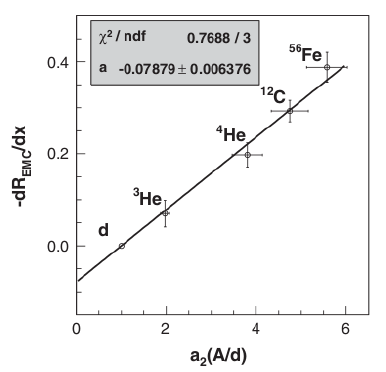 χ² / ndf 0.7688 / 3
a -0.07879 ± 0.006376
⁵⁶Fe
¹²C
⁴He
³He
d
-dR_EMC/dx
0.4
0.2
0.0
0 2 4 6
a₂(A/d)